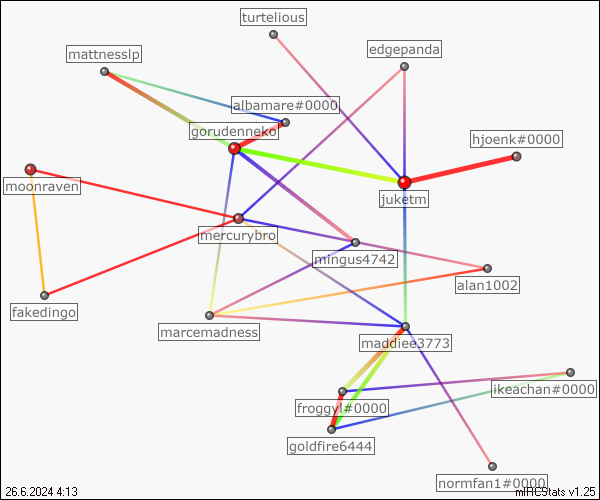 turtelious
edgepanda
mattnesslp
albamare#0000
gorudenneko
hjoenk#0000
moonraven
juketm
mercurybro
mingus4742
alan1002
fakedingo
marcemadness
maddiee3773
ikeachan#0000
froggyl#0000
goldfire6444
normfan1#0000
26.6.2024 4:13
mIRCStats v1.25